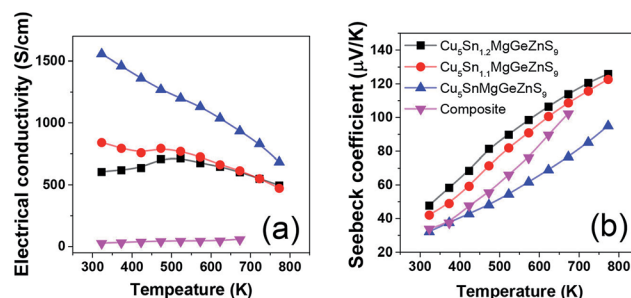 Electrical conductivity (S/cm)
1500
1000
500
0
300 400 500 600 700 800
Tempeature (K)
(a)
Seebeck coefficient (μV/K)
140
120
100
80
60
40
20
0
300 400 500 600 700 800
Temperature (K)
Cu₅Sn₁.₂MgGeZnS₉
Cu₅Sn₁.₁MgGeZnS₉
Cu₅SnMgGeZnS₉
Composite
(b)